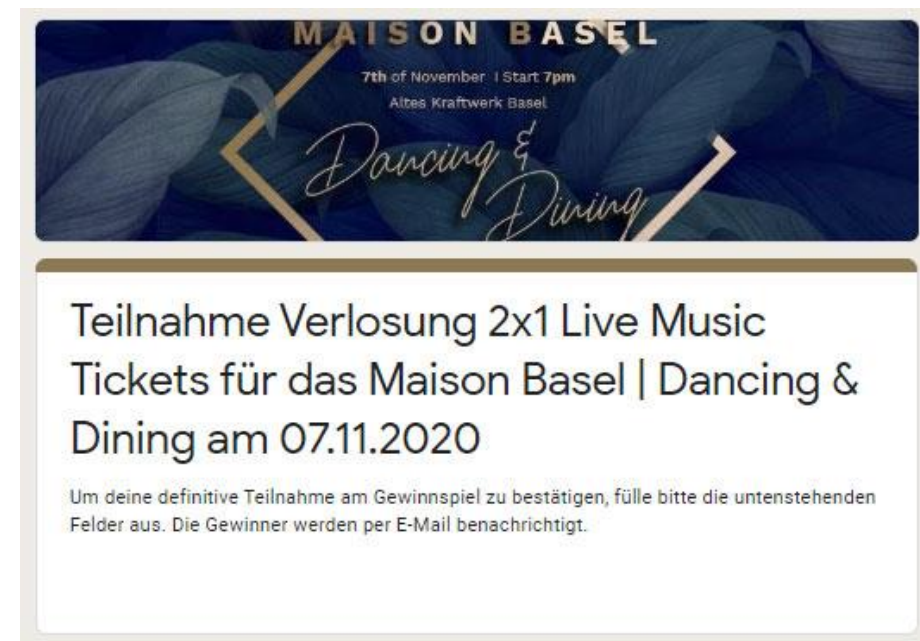 MAISON BASEL
7th of November | Start 7pm
Altes Kraftwerk Basel
Dancing &
Dining
Teilnahme Verlosung 2x1 Live Music
Tickets für das Maison Basel | Dancing &
Dining am 07.11.2020
Um deine definitive Teilnahme am Gewinnspiel zu bestätigen, fülle bitte die untenstehenden
Felder aus. Die Gewinner werden per E-Mail benachrichtigt.